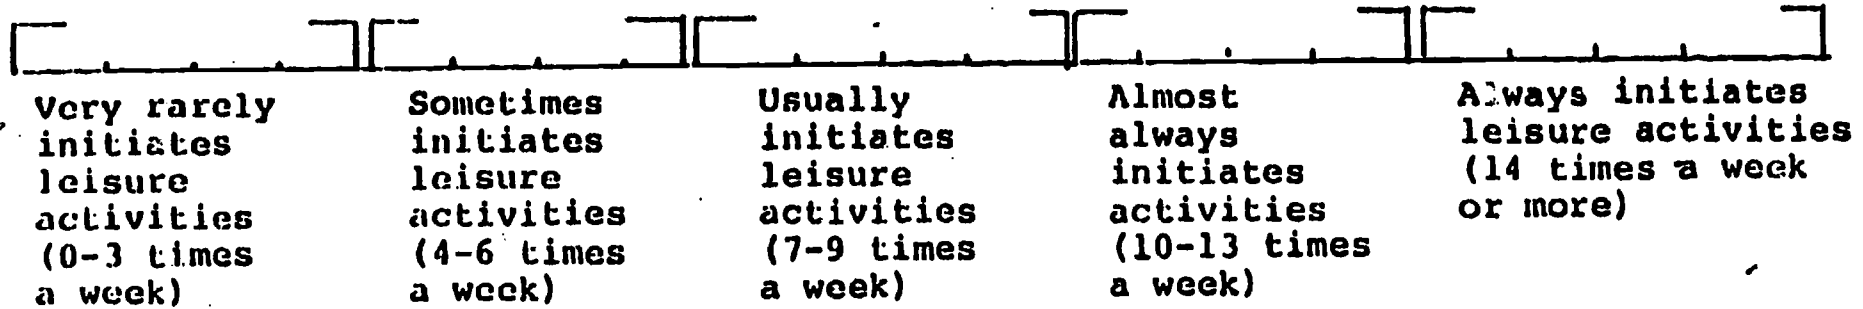 Very rarely
initiates
leisure
activities
(0-3 times
a week)
Sometimes
initiates
leisure
activities
(4-6 times
a week)
Usually
initiates
leisure
activities
(7-9 times
a week)
Almost
always
initiates
activities
(10-13 times
a week)
Always initiates
leisure activities
(14 times a week
or more)